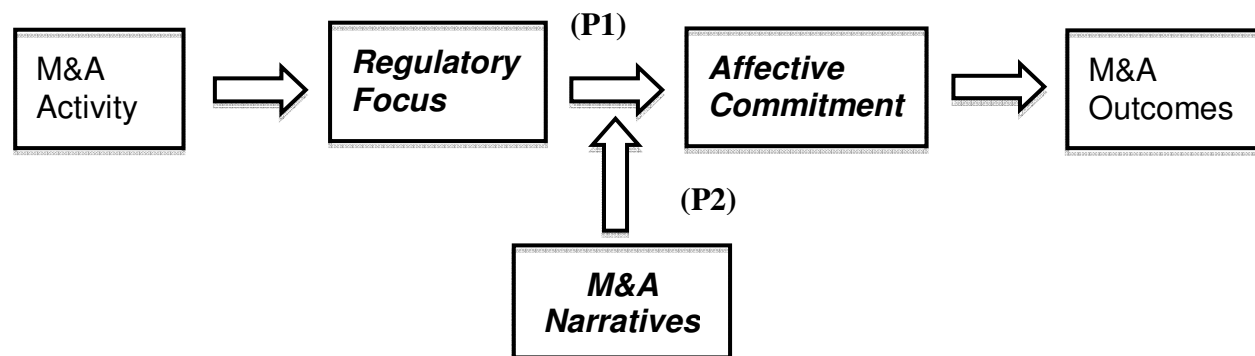 (P1)
M&A
Activity
Regulatory
Focus
Affective
Commitment
M&A
Outcomes
(P2)
M&A
Narratives